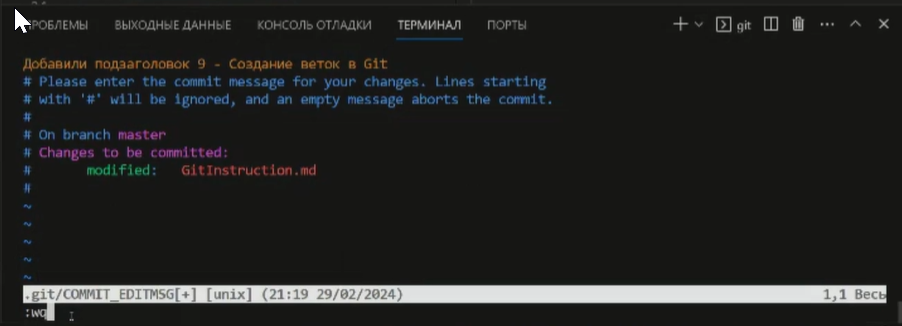 ПРОБЛЕМЫ ВЫХОДНЫЕ ДАННЫЕ КОНСОЛЬ ОТЛАДКИ ТЕРМИНАЛ ПОРТЫ git
Добавили подзаголовок 9 - Создание веток в Git
# Please enter the commit message for your changes. Lines starting
# with '#' will be ignored, and an empty message aborts the commit.
#
# On branch master
# Changes to be committed:
#       modified:   GitInstruction.md
#
~
~
~
~
~
.git/COMMIT_EDITMSG[+] [unix] (21:19 29/02/2024) 1,1 Весь
:wq